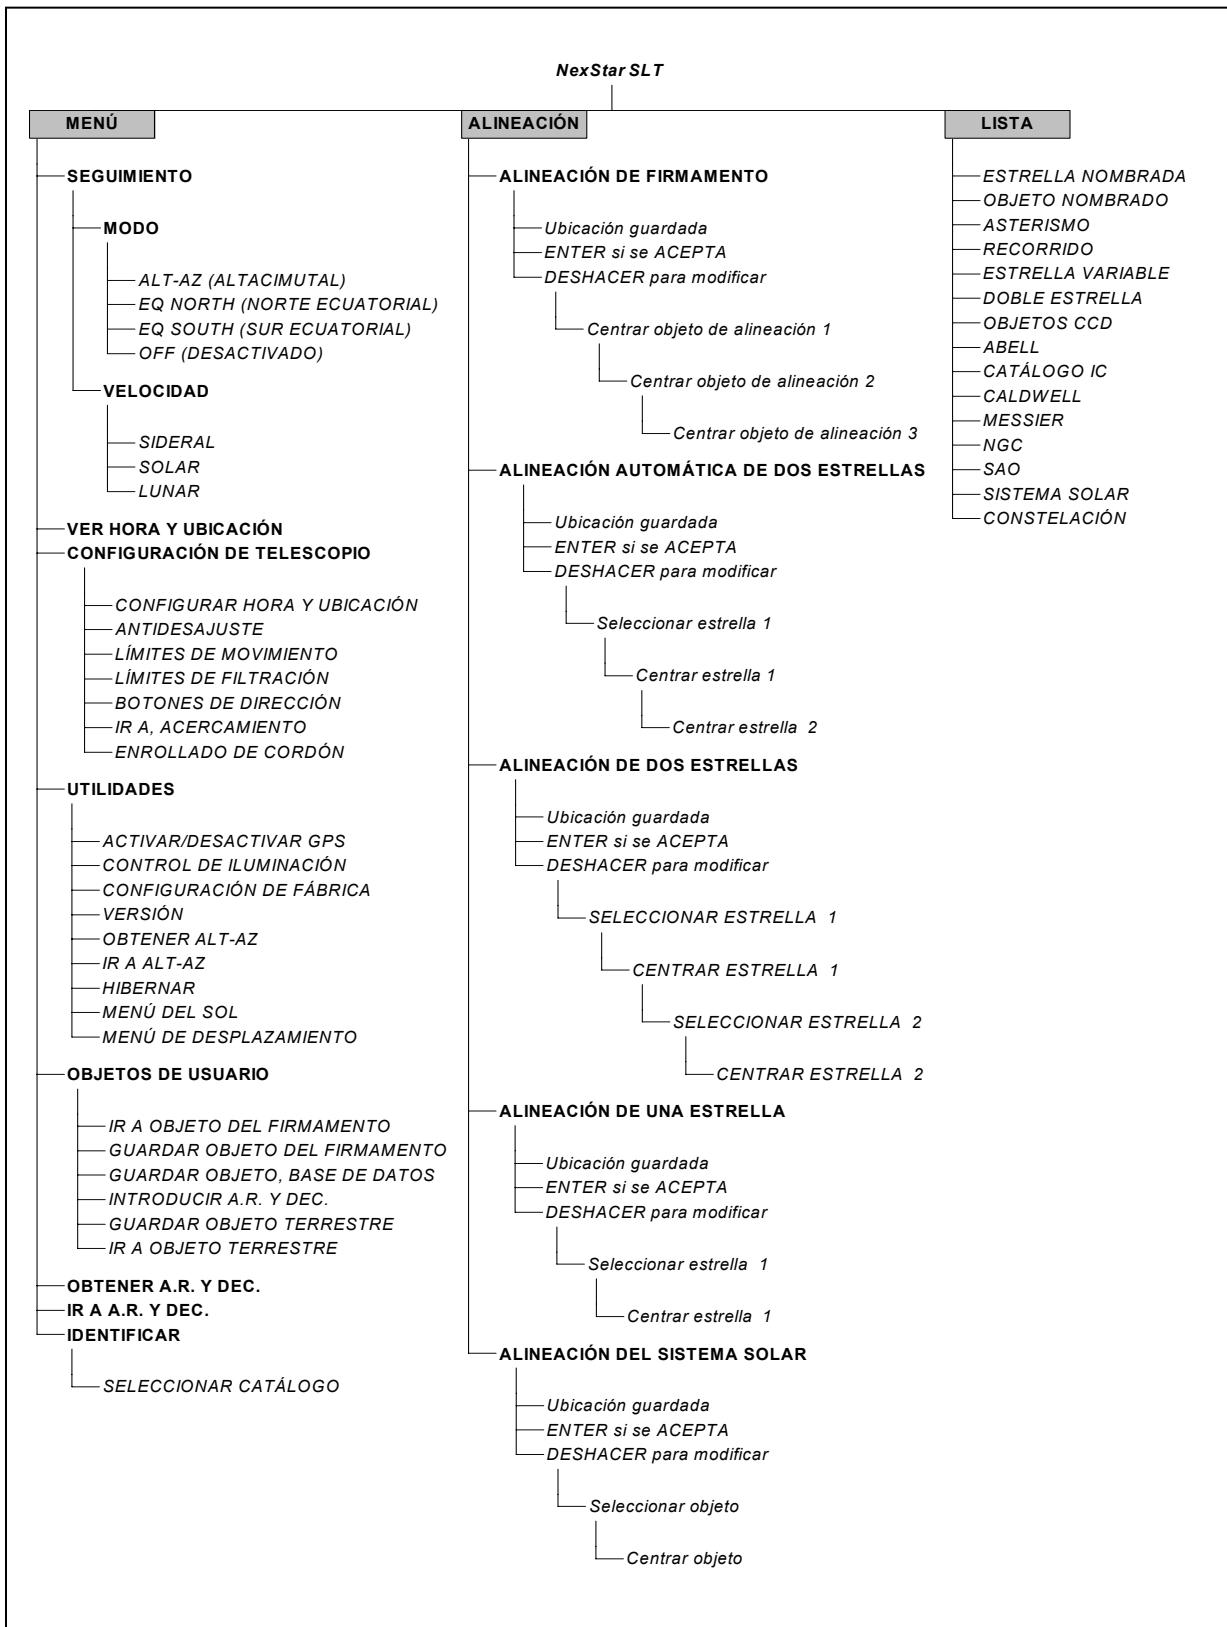 NexStar SLT
MENÚ
SEGUIMIENTO
MODO
ALT-AZ (ALTACIMUTAL)
EQ NORTH (NORTE ECUATORIAL)
EQ SOUTH (SUR ECUATORIAL)
OFF (DESACTIVADO)
VELOCIDAD
SIDERAL
SOLAR
LUNAR
VER HORA Y UBICACIÓN
CONFIGURACIÓN DE TELESCOPIO
CONFIGURAR HORA Y UBICACIÓN
ANTIDESAJUSTE
LÍMITES DE MOVIMIENTO
LÍMITES DE FILTRACIÓN
BOTONES DE DIRECCIÓN
IR A, ACERCAMIENTO
ENROLLADO DE CORDÓN
UTILIDADES
ACTIVAR/DESACTIVAR GPS
CONTROL DE ILUMINACIÓN
CONFIGURACIÓN DE FÁBRICA
VERSIÓN
OBTENER ALT-AZ
IR A ALT-AZ
HIBERNAR
MENÚ DEL SOL
MENÚ DE DESPLAZAMIENTO
OBJETOS DE USUARIO
IR A OBJETO DEL FIRMAMENTO
GUARDAR OBJETO DEL FIRMAMENTO
GUARDAR OBJETO, BASE DE DATOS
INTRODUCIR A.R. Y DEC.
GUARDAR OBJETO TERRESTRE
IR A OBJETO TERRESTRE
OBTENER A.R. Y DEC.
IR A A.R. Y DEC.
IDENTIFICAR
SELECCIONAR CATÁLOGO
ALINEACIÓN
ALINEACIÓN DE FIRMAMENTO
Ubicación guardada
ENTER si se ACEPTA
DESHACER para modificar
Centrar objeto de alineación 1
Centrar objeto de alineación 2
Centrar objeto de alineación 3
ALINEACIÓN AUTOMÁTICA DE DOS ESTRELLAS
Ubicación guardada
ENTER si se ACEPTA
DESHACER para modificar
Seleccionar estrella 1
Centrar estrella 1
Centrar estrella 2
ALINEACIÓN DE DOS ESTRELLAS
Ubicación guardada
ENTER si se ACEPTA
DESHACER para modificar
SELECCIONAR ESTRELLA 1
CENTRAR ESTRELLA 1
SELECCIONAR ESTRELLA 2
CENTRAR ESTRELLA 2
ALINEACIÓN DE UNA ESTRELLA
Ubicación guardada
ENTER si se ACEPTA
DESHACER para modificar
Seleccionar estrella 1
Centrar estrella 1
ALINEACIÓN DEL SISTEMA SOLAR
Ubicación guardada
ENTER si se ACEPTA
DESHACER para modificar
Seleccionar objeto
Centrar objeto
LISTA
ESTRELLA NOMBRADA
OBJETO NOMBRADO
ASTERISMO
RECORRIDO
ESTRELLA VARIABLE
DOBLE ESTRELLA
OBJETOS CCD
ABELL
CATÁLOGO IC
CALDWELL
MESSIER
NGC
SAO
SISTEMA SOLAR
CONSTELACIÓN